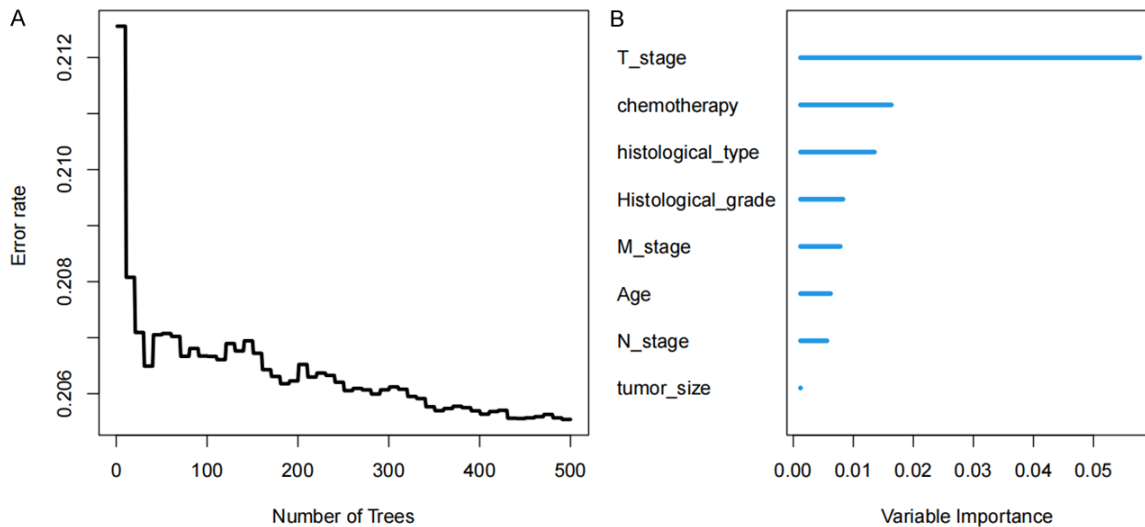 A
Error rate
0.212
0.210
0.208
0.206
0 100 200 300 400 500
Number of Trees
B
T_stage
chemotherapy
histological_type
Histological_grade
M_stage
Age
N_stage
tumor_size
0.00 0.01 0.02 0.03 0.04 0.05
Variable Importance